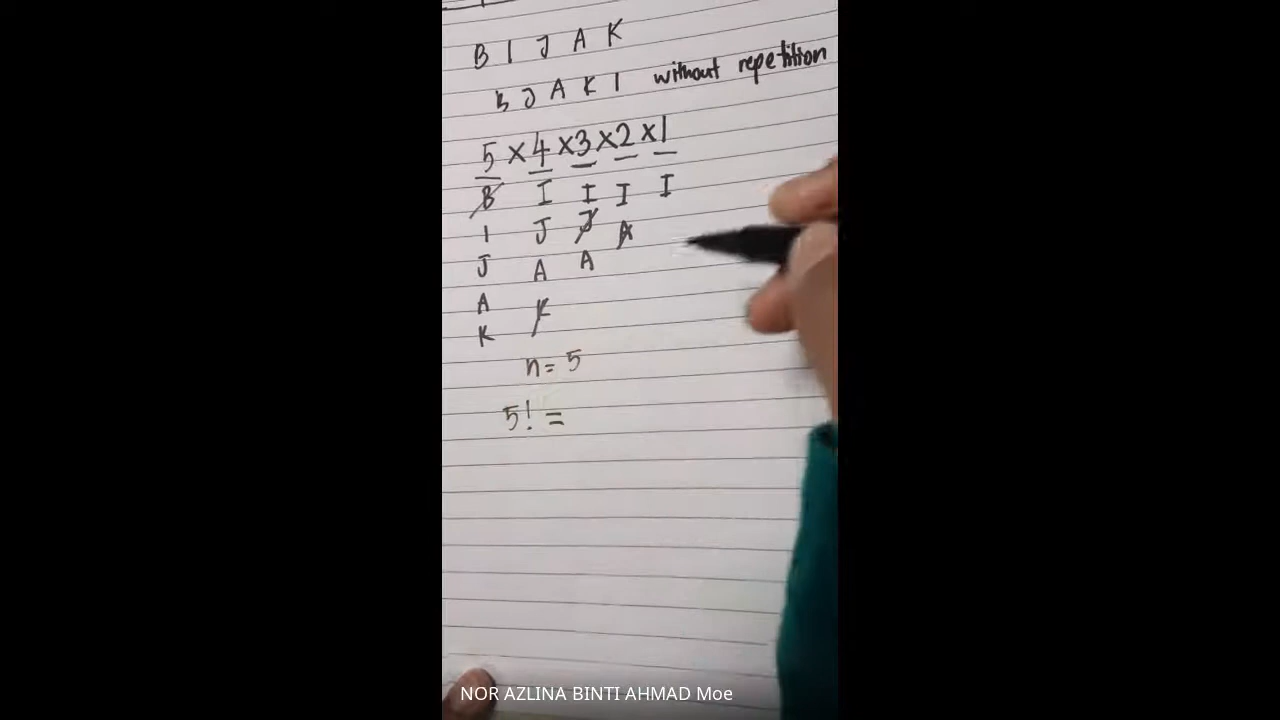 B I J A K
B J A K I without repetition
5 × 4 × 3 × 2 × 1
B I I I I
I J J A
J A A
A K
K
n = 5
5! =
NOR AZLINA BINTI AHMAD Moe